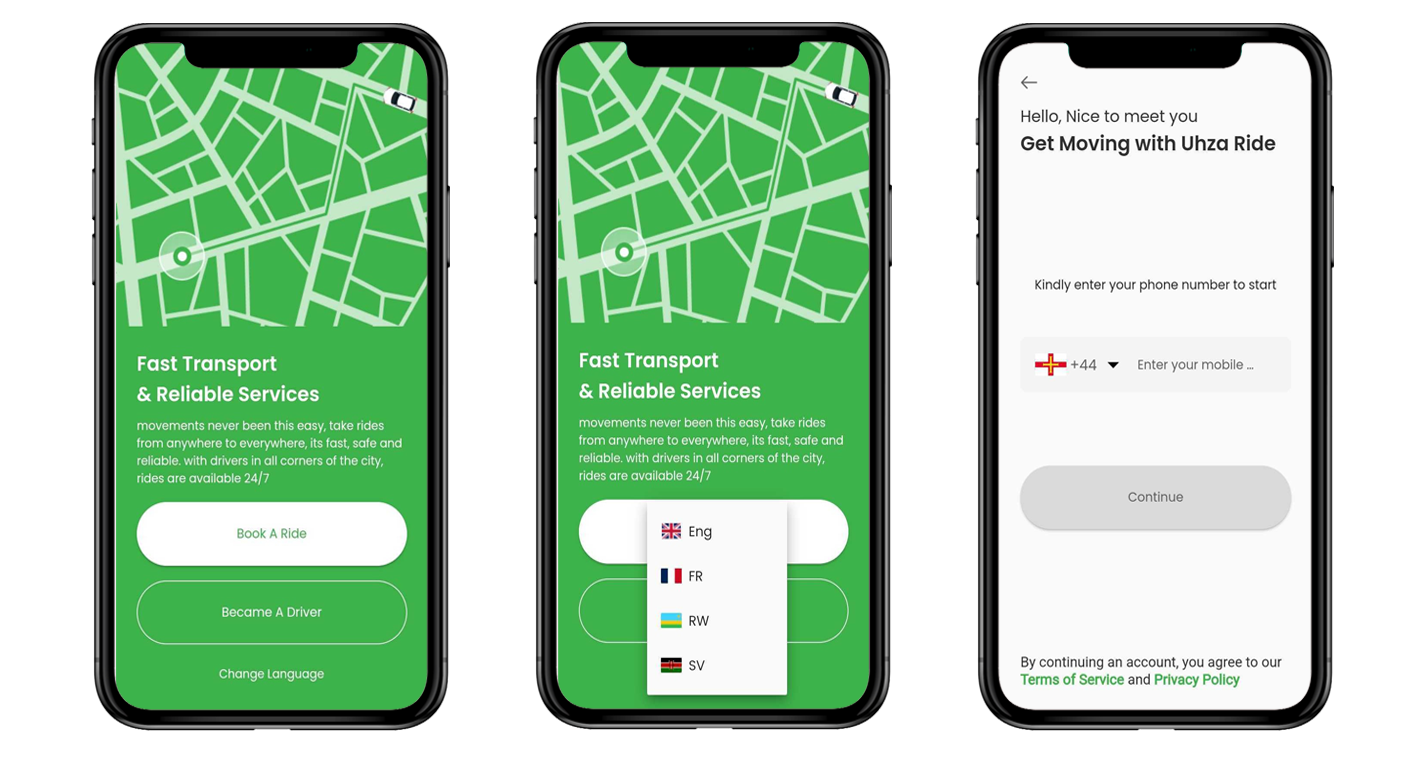 Fast Transport
& Reliable Services
movements never been this easy, take rides
from anywhere to everywhere, its fast, safe and
reliable. with drivers in all corners of the city,
rides are available 24/7
Book A Ride
Became A Driver
Change Language
Fast Transport
& Reliable Services
movements never been this easy, take rides
from anywhere to everywhere, its fast, safe and
reliable. with drivers in all corners of the city,
rides are available 24/7
Eng
FR
RW
SV
Hello, Nice to meet you
Get Moving with Uhza Ride
Kindly enter your phone number to start
+44 Enter your mobile ...
Continue
By continuing an account, you agree to our
Terms of Service and Privacy Policy